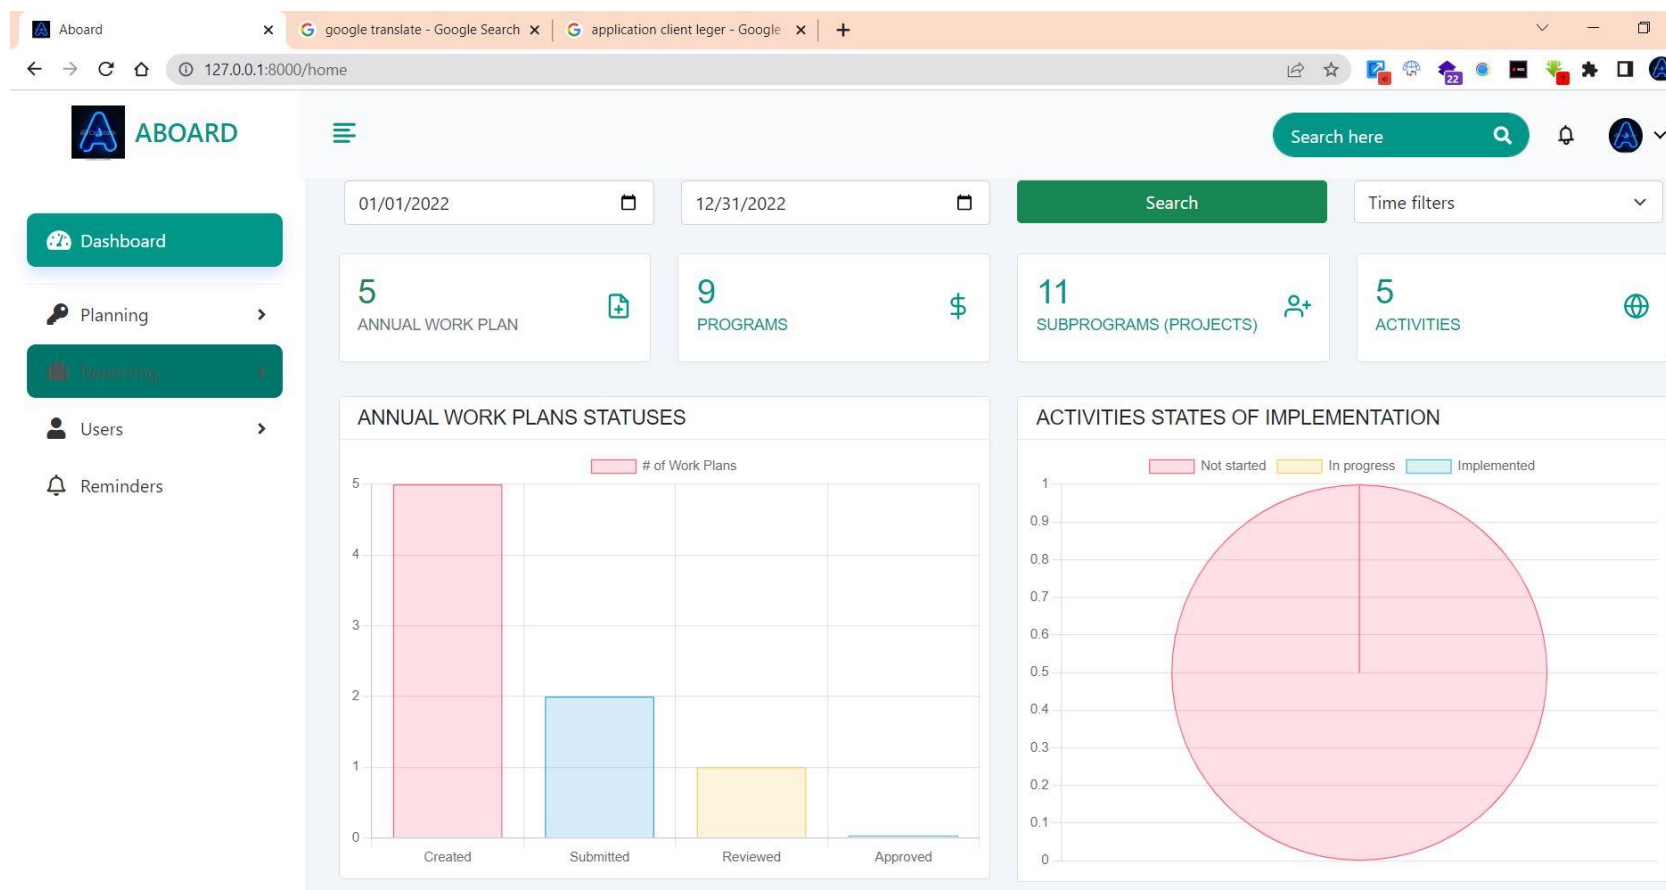 Aboard
google translate - Google Search
application client leger - Google
127.0.0.1:8000/home
22
ABOARD
Search here
01/01/2022
12/31/2022
Search
Time filters
Dashboard
Planning
Reporting
Users
Reminders
5
ANNUAL WORK PLAN
9
PROGRAMS
11
SUBPROGRAMS (PROJECTS)
5
ACTIVITIES
ANNUAL WORK PLANS STATUSES
# of Work Plans
5
4
3
2
1
0
Created Submitted Reviewed Approved
ACTIVITIES STATES OF IMPLEMENTATION
Not started In progress Implemented
1
0.9
0.8
0.7
0.6
0.5
0.4
0.3
0.2
0.1
0